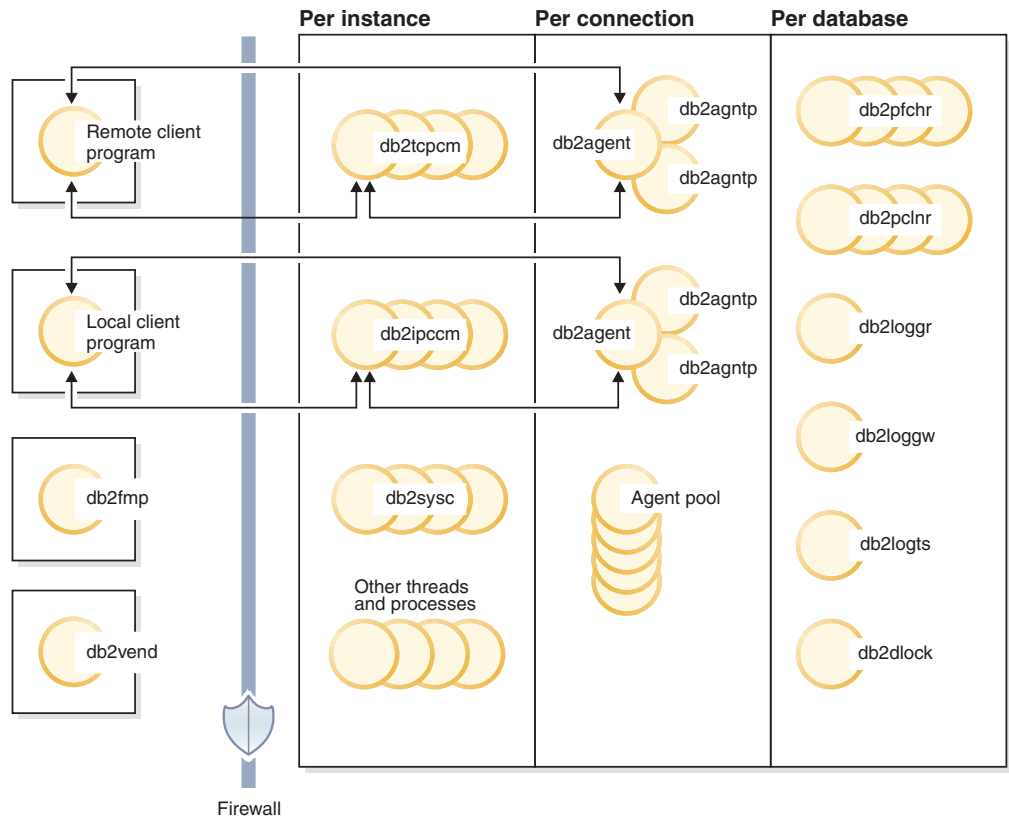 Per instance
Per connection
Per database
Remote client
program
db2tcpcm
db2agent
db2agntp
db2agntp
db2pfchr
db2pclnr
Local client
program
db2ipccm
db2agent
db2agntp
db2agntp
db2loggr
db2loggw
db2fmp
db2sysc
Agent pool
db2logts
Other threads
and processes
db2vend
db2dlock
Firewall